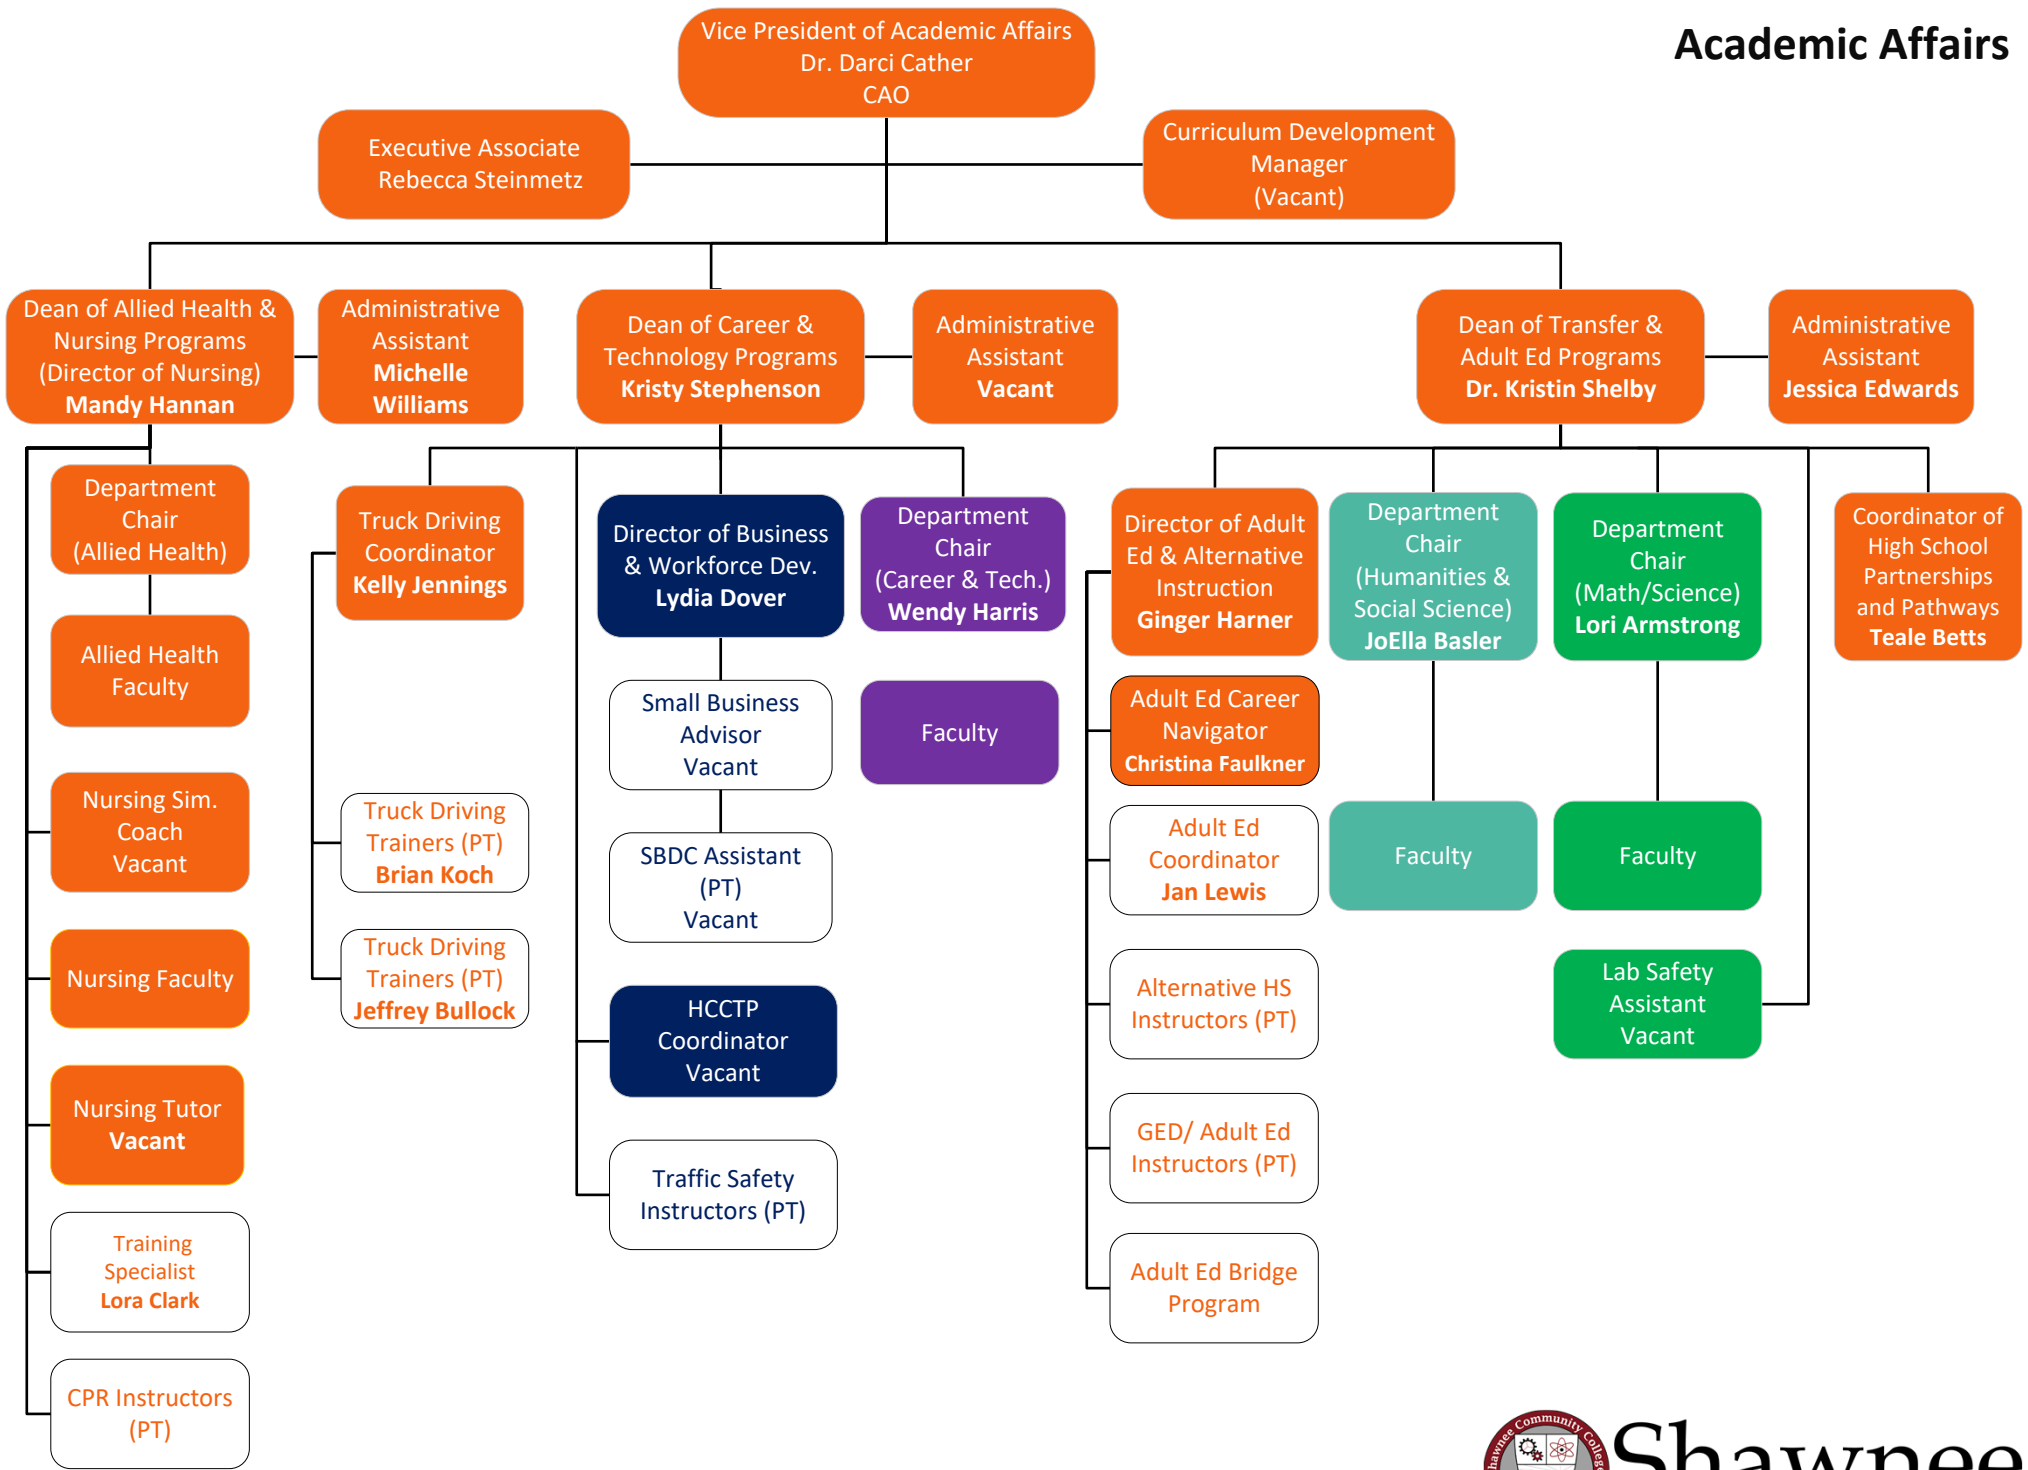 Academic Affairs
Vice President of Academic Affairs
Dr. Darci Cather
CAO
Executive Associate
Rebecca Steinmetz
Curriculum Development
Manager
(Vacant)
Dean of Allied Health &
Nursing Programs
(Director of Nursing)
Mandy Hannan
Administrative
Assistant
Michelle
Williams
Dean of Career &
Technology Programs
Kristy Stephenson
Administrative
Assistant
Vacant
Dean of Transfer &
Adult Ed Programs
Dr. Kristin Shelby
Administrative
Assistant
Jessica Edwards
Department
Chair
(Allied Health)
Allied Health
Faculty
Nursing Sim.
Coach
Vacant
Nursing Faculty
Nursing Tutor
Vacant
Training
Specialist
Lora Clark
CPR Instructors
(PT)
Truck Driving
Coordinator
Kelly Jennings
Truck Driving
Trainers (PT)
Brian Koch
Truck Driving
Trainers (PT)
Jeffrey Bullock
Director of Business
& Workforce Dev.
Lydia Dover
Small Business
Advisor
Vacant
SBDC Assistant
(PT)
Vacant
HCCTP
Coordinator
Vacant
Traffic Safety
Instructors (PT)
Department
Chair
(Career & Tech.)
Wendy Harris
Faculty
Director of Adult
Ed & Alternative
Instruction
Ginger Harner
Adult Ed Career
Navigator
Christina Faulkner
Adult Ed
Coordinator
Jan Lewis
Alternative HS
Instructors (PT)
GED/ Adult Ed
Instructors (PT)
Adult Ed Bridge
Program
Department
Chair
(Humanities &
Social Science)
JoElla Basler
Faculty
Department
Chair
(Math/Science)
Lori Armstrong
Faculty
Lab Safety
Assistant
Vacant
Coordinator of
High School
Partnerships
and Pathways
Teale Betts
Shawnee Community College
Shawnee